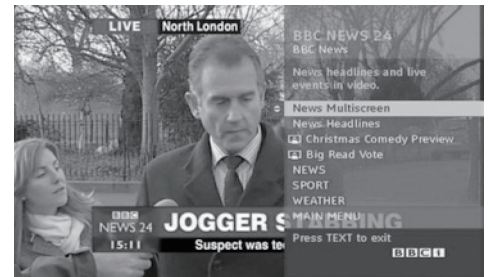 LIVE North London
BBC NEWS 24
BBC News
News headlines and live
events in video.
News Multiscreen
News Headlines
Christmas Comedy Preview
Big Read Vote
NEWS
SPORT
WEATHER
MAIN MENU
Press TEXT to exit
BBC 1
BBC
NEWS 24
15:11
JOGGER STABBING
Suspect was